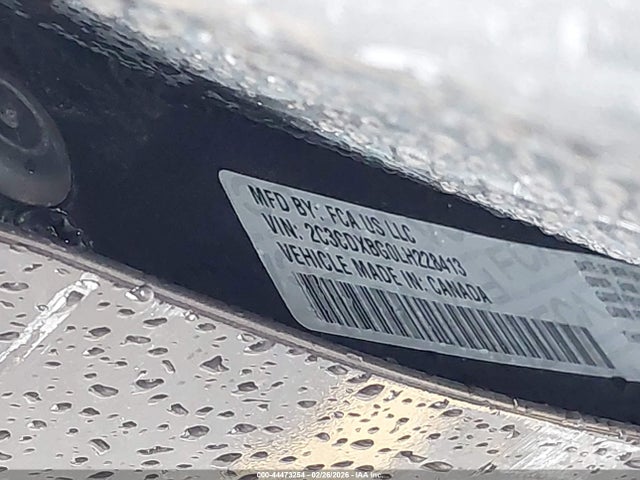 MFD BY: FCA US LLC
VIN: 2C3CDXBG0LH228413
VEHICLE MADE IN: CANADA
000-44473254 - 02/26/2026 - IAA Inc.